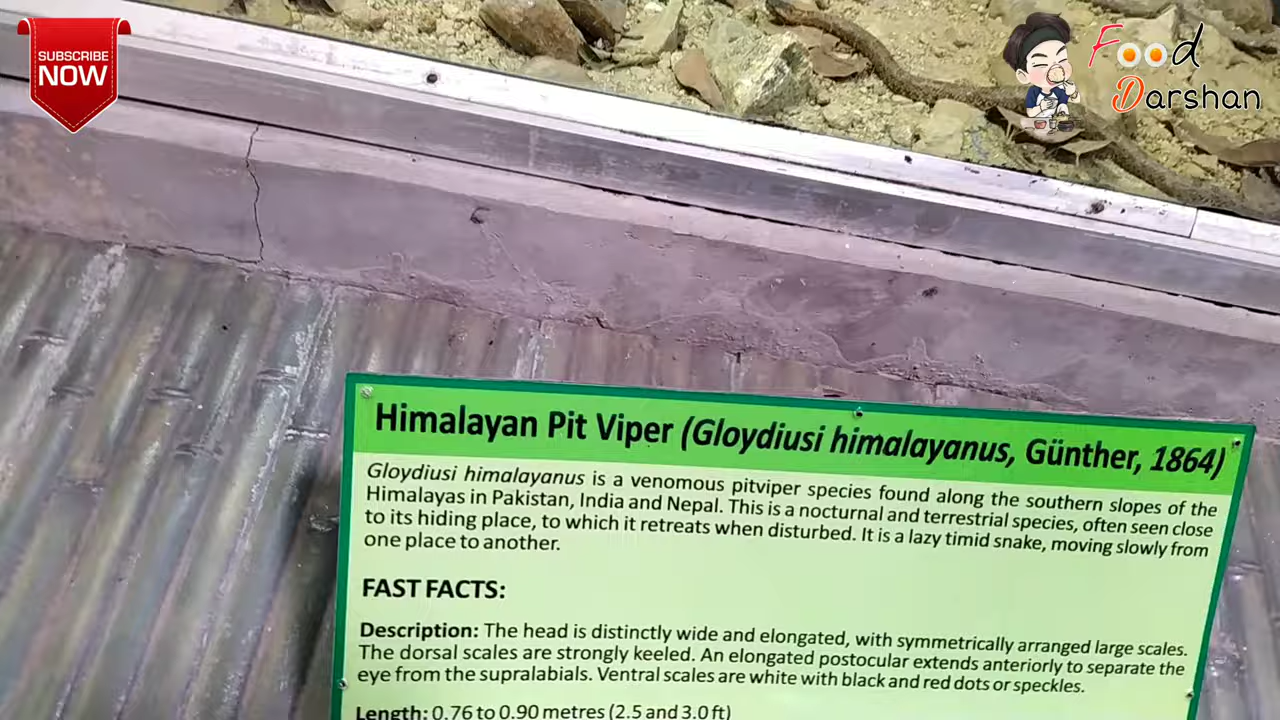 SUBSCRIBE
NOW
Food
Darshan
Himalayan Pit Viper (Gloydiusi himalayanus, Günther, 1864)
Gloydiusi himalayanus is a venomous pitviper species found along the southern slopes of the
Himalayas in Pakistan, India and Nepal. This is a nocturnal and terrestrial species, often seen close
to its hiding place, to which it retreats when disturbed. It is a lazy timid snake, moving slowly from
one place to another.
FAST FACTS:
Description: The head is distinctly wide and elongated, with symmetrically arranged large scales.
The dorsal scales are strongly keeled. An elongated postocular extends anteriorly to separate the
eye from the supralabials. Ventral scales are white with black and red dots or speckles.
Length: 0.76 to 0.90 metres (2.5 and 3.0 ft)